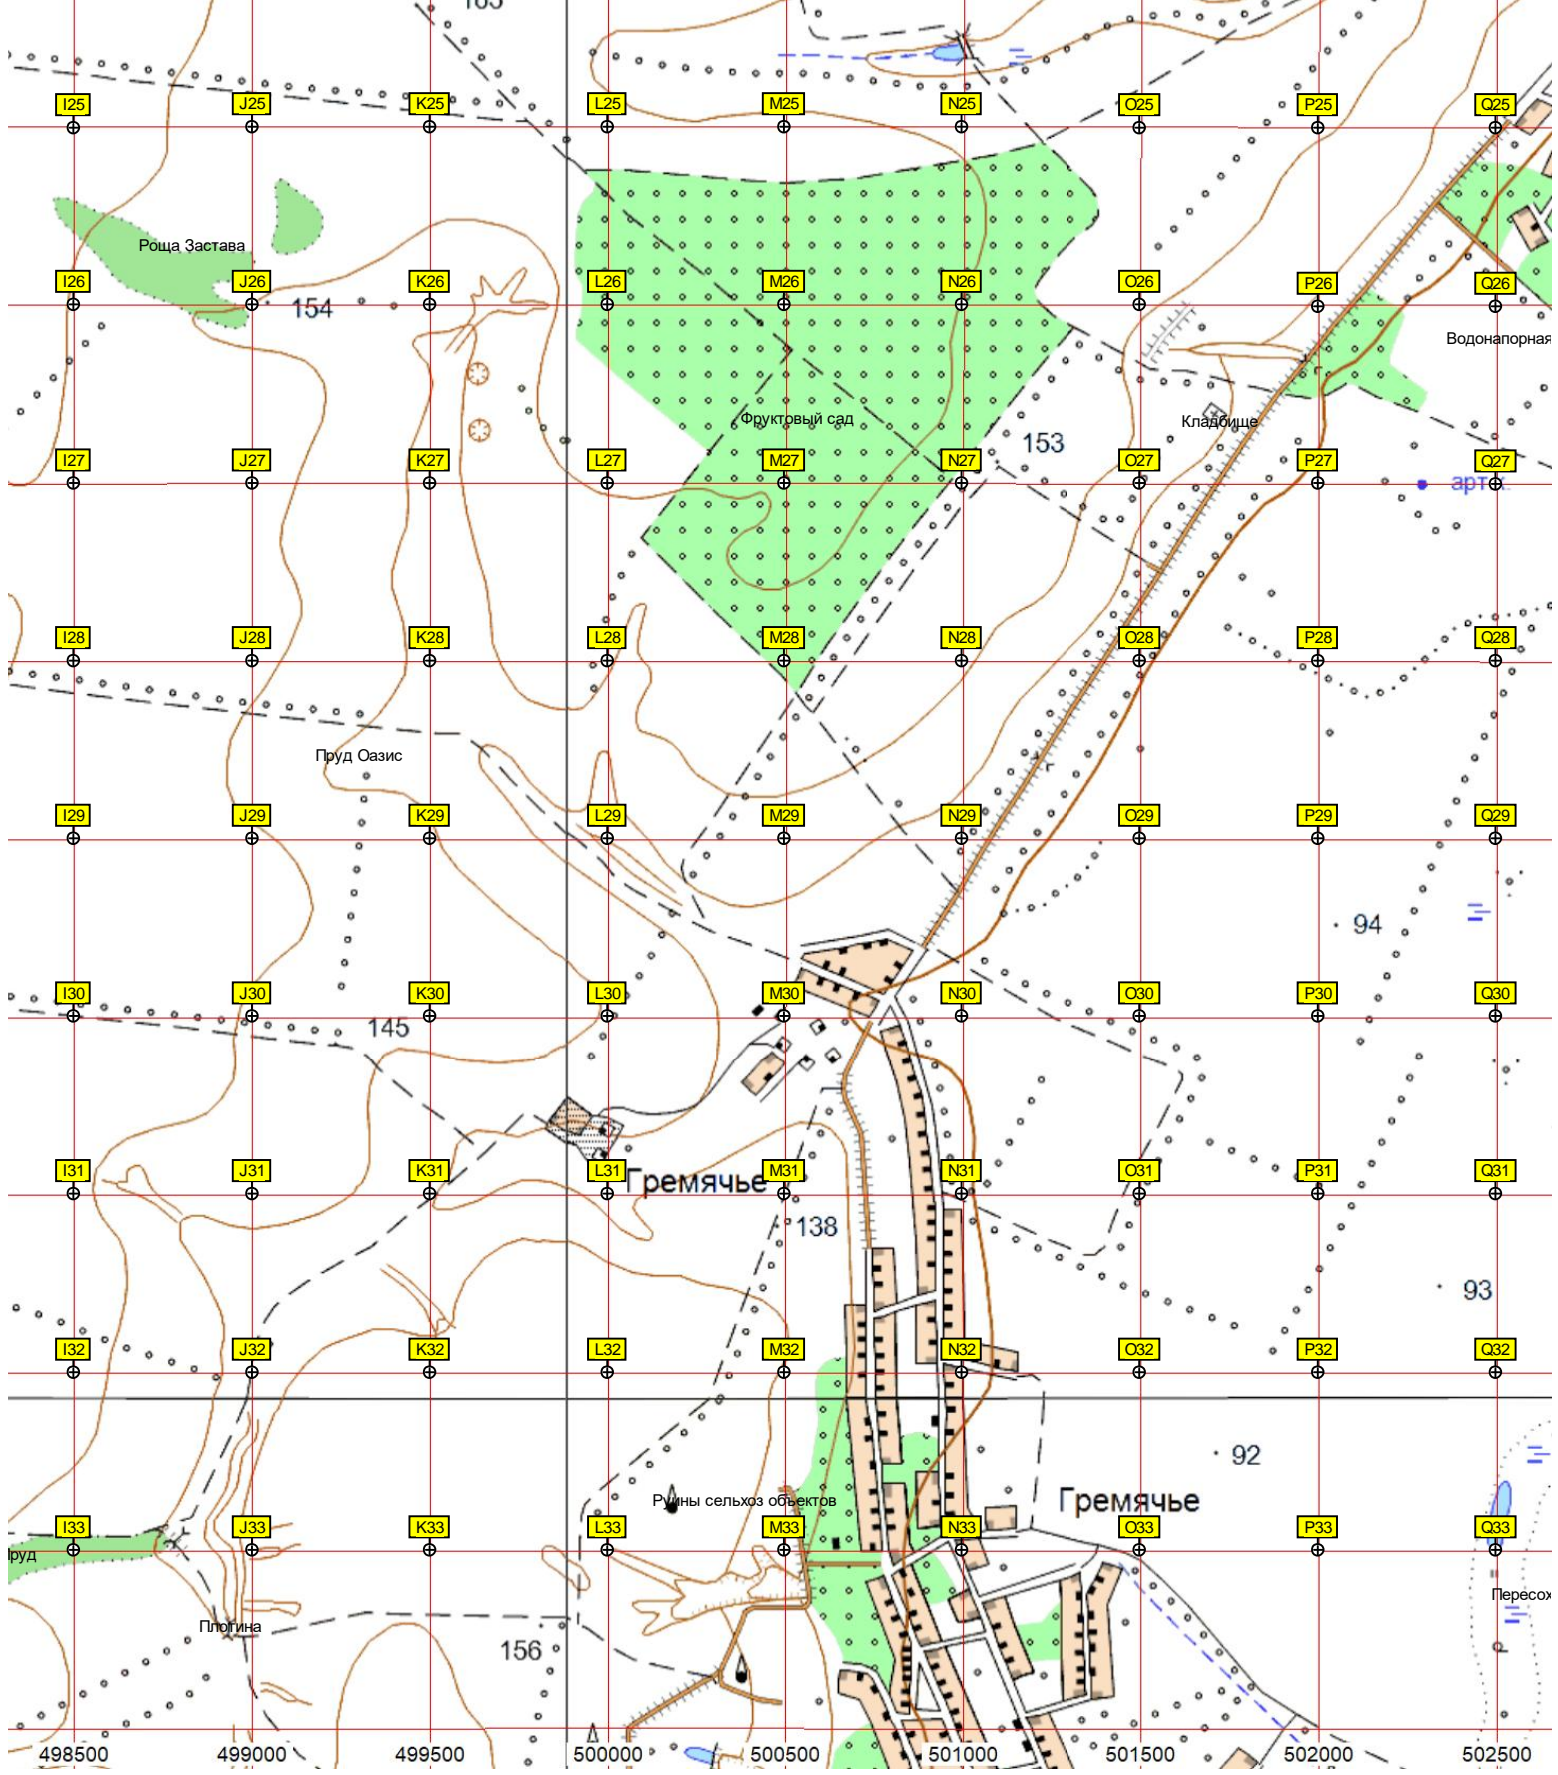 I25 J25 K25 L25 M25 N25 O25 P25 Q25
Роща Застава
I26 J26 K26 L26 M26 N26 O26 P26 Q26
154
Водонапорная
Фруктовый сад
Кладбище
153
I27 J27 K27 L27 M27 N27 O27 P27 Q27
арт.к.
I28 J28 K28 L28 M28 N28 O28 P28 Q28
Пруд Оазис
I29 J29 K29 L29 M29 N29 O29 P29 Q29
94
I30 J30 K30 L30 M30 N30 O30 P30 Q30
145
I31 J31 K31 L31 M31 N31 O31 P31 Q31
Гремячье
138
93
I32 J32 K32 L32 M32 N32 O32 P32 Q32
92
Руины сельхоз объектов
Гремячье
I33 J33 K33 L33 M33 N33 O33 P33 Q33
Пересох
Плотина
156
498500 499000 499500 500000 500500 501000 501500 502000 502500